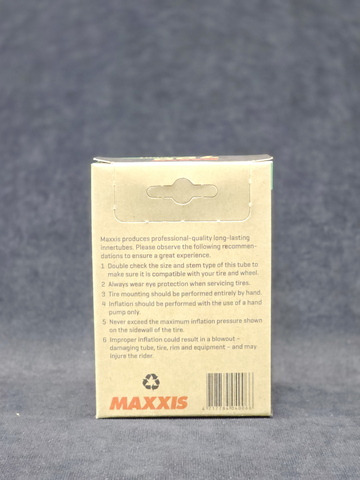 Maxxis produces professional-quality long-lasting
innertubes. Please observe the following recommen-
dations to ensure a great experience.
1 Double check the size and stem type of this tube to
make sure it is compatible with your tire and wheel.
2 Always wear eye protection when servicing tires.
3 Tire mounting should be performed entirely by hand.
4 Inflation should be performed with the use of a hand
pump only.
5 Never exceed the maximum inflation pressure shown
on the sidewall of the tire.
6 Improper inflation could result in a blowout –
damaging tube, tire, rim and equipment – and may
injure the rider.
MAXXIS